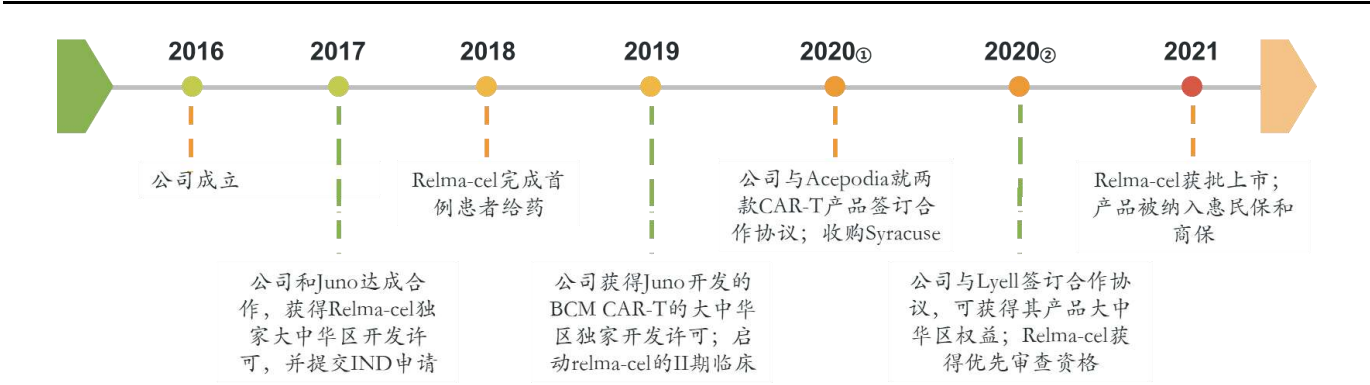 2016
2017
2018
2019
2020①
2020②
2021
公司成立
Relma-cel完成首
例患者给药
公司与Acepodia就两
款CAR-T产品签订合
作协议；收购Syracuse
Relma-cel获批上市；
产品被纳入惠民保和
商保
公司和Juno达成合
作，获得Relma-cel独
家大中华区开发许
可，并提交IND申请
公司获得Juno开发的
BCM CAR-T的大中华
区独家开发许可；启
动relma-cel的II期临床
公司与Lyell签订合作协
议，可获得其产品大中
华区权益；Relma-cel获
得优先审查资格